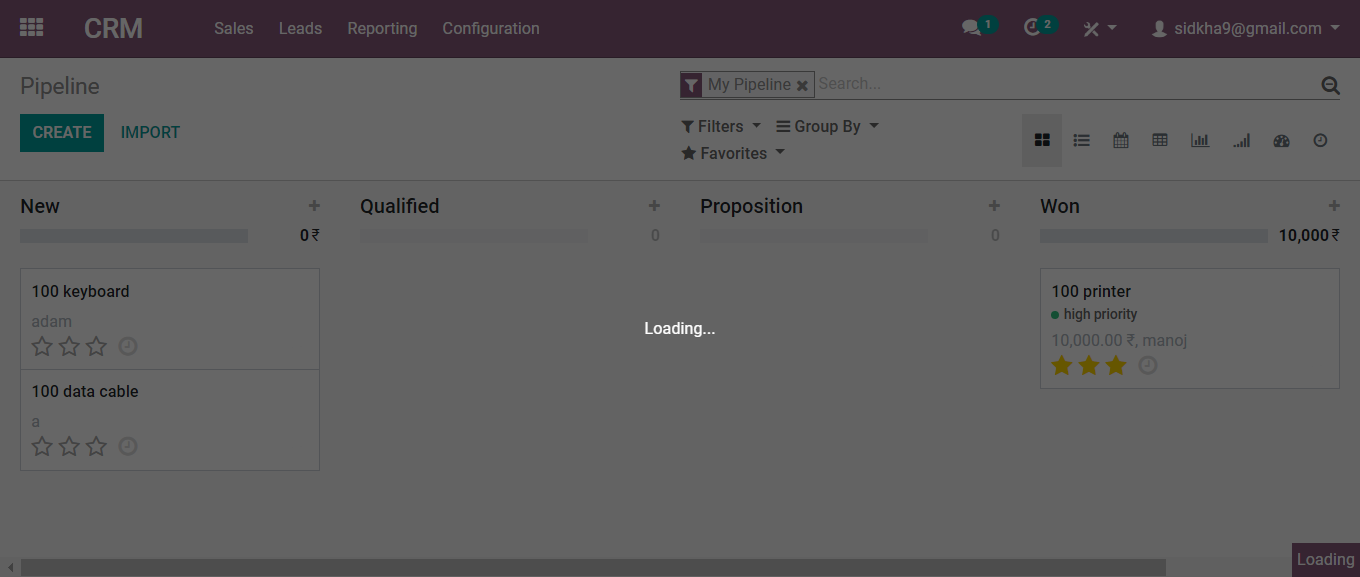 CRM Sales Leads Reporting Configuration 1 2 sidkha9@gmail.com
Pipeline My Pipeline Search...
CREATE IMPORT Filters Group By
Favorites
New Qualified Proposition Won
0 ₹ 0 0 10,000 ₹
100 keyboard
adam
100 data cable
a
100 printer
high priority
10,000.00 ₹, manoj
Loading...
Loading